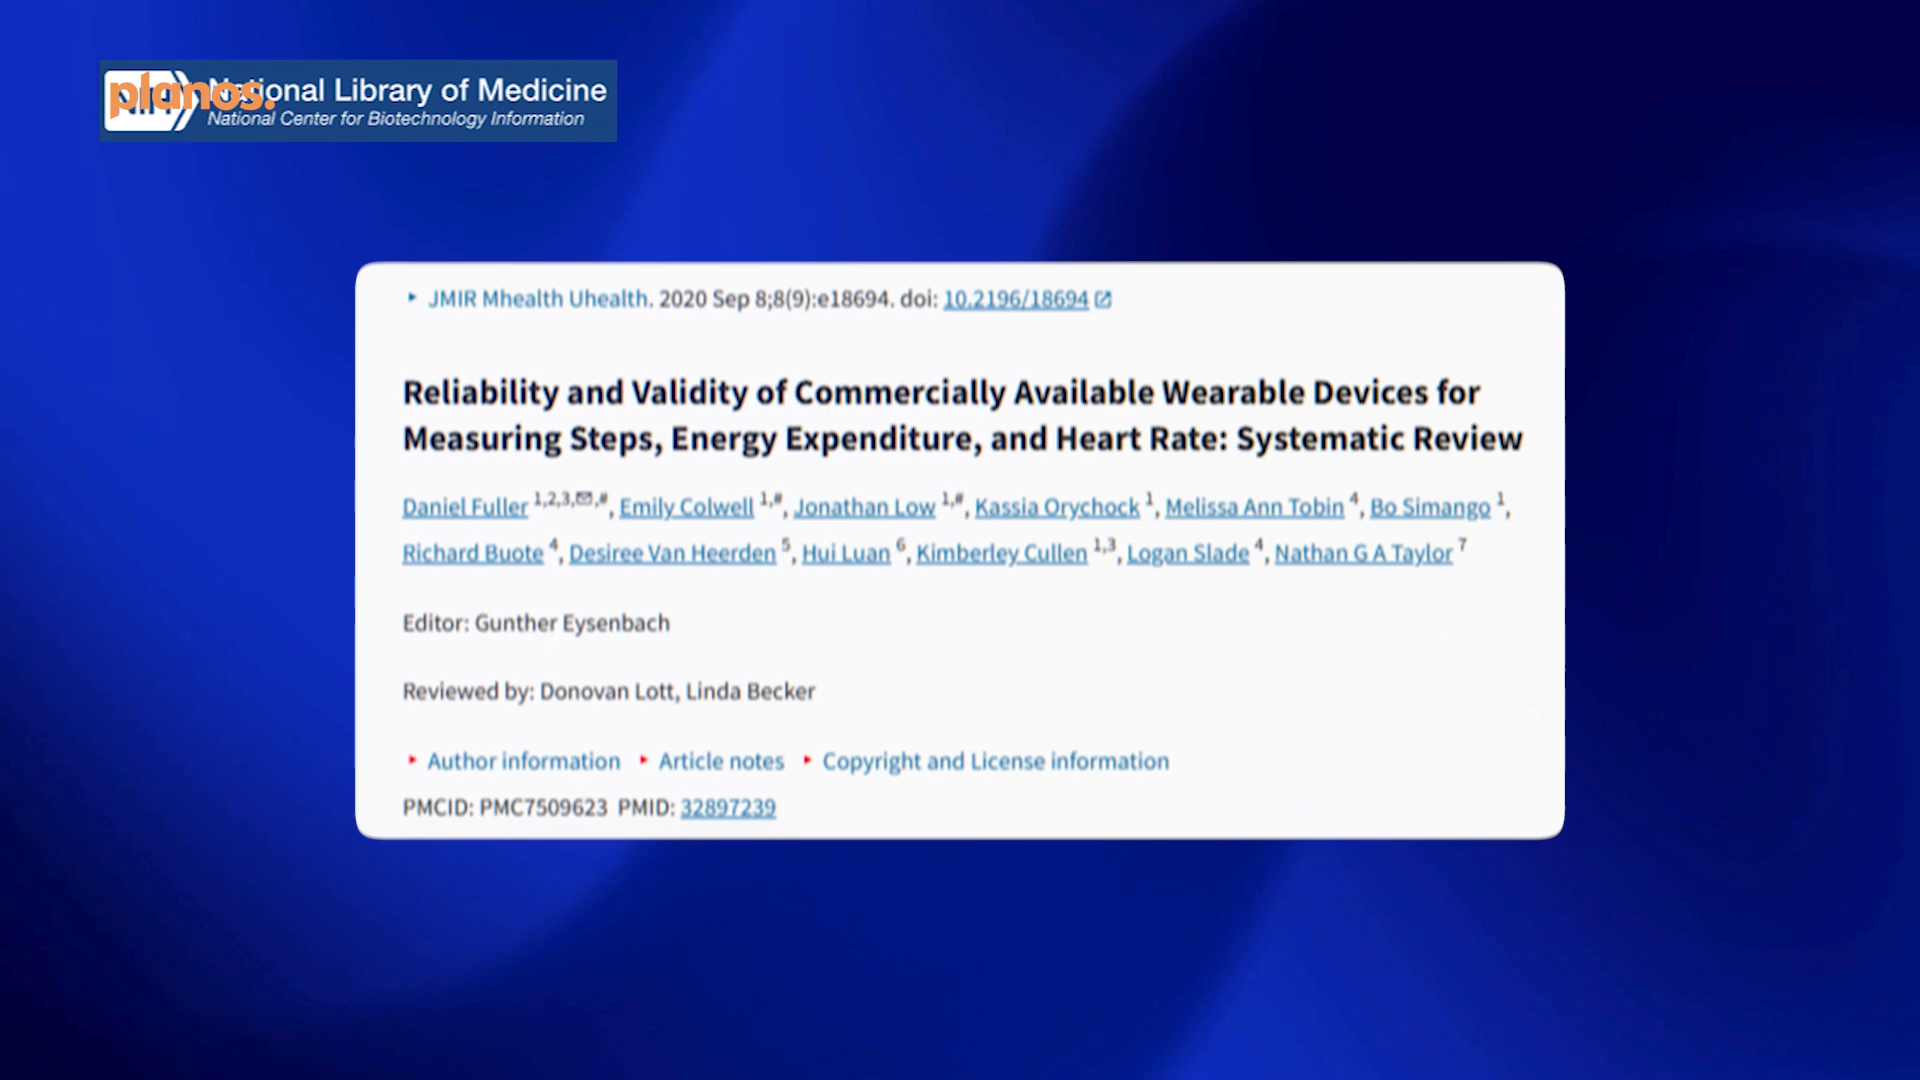 planos.
National Library of Medicine
National Center for Biotechnology Information
‣ JMIR Mhealth Uhealth. 2020 Sep 8;8(9):e18694. doi: 10.2196/18694
Reliability and Validity of Commercially Available Wearable Devices for
Measuring Steps, Energy Expenditure, and Heart Rate: Systematic Review
Daniel Fuller 1,2,3,✉,#, Emily Colwell 1,#, Jonathan Low 1,#, Kassia Orychock 1, Melissa Ann Tobin 4, Bo Simango 1,
Richard Buote 4, Desiree Van Heerden 5, Hui Luan 6, Kimberley Cullen 1,3, Logan Slade 4, Nathan G A Taylor 7
Editor: Gunther Eysenbach
Reviewed by: Donovan Lott, Linda Becker
‣ Author information ‣ Article notes ‣ Copyright and License information
PMCID: PMC7509623 PMID: 32897239